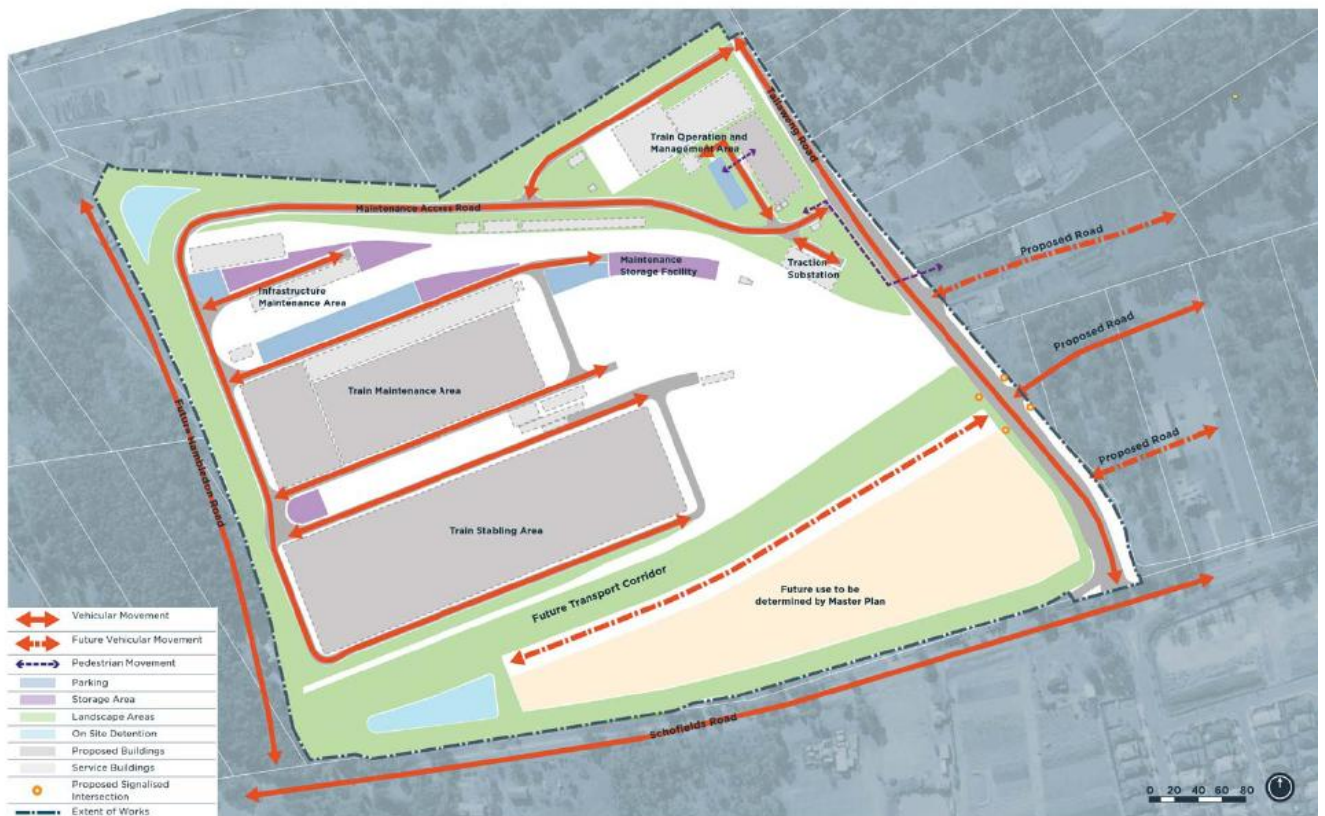 Tallawong Road
Train Operation and
Management Area
Maintenance Access Road
Proposed Road
Traction
Substation
Maintenance
Storage Facility
Infrastructure
Maintenance Area
Proposed Road
Train Maintenance Area
Future Hambledon Road
Proposed Road
Train Stabling Area
Future Transport Corridor
Future use to be
determined by Master Plan
Schofields Road
Vehicular Movement
Future Vehicular Movement
Pedestrian Movement
Parking
Storage Area
Landscape Areas
On Site Detention
Proposed Buildings
Service Buildings
Proposed Signalised
Intersection
Extent of Works
0 20 40 60 80